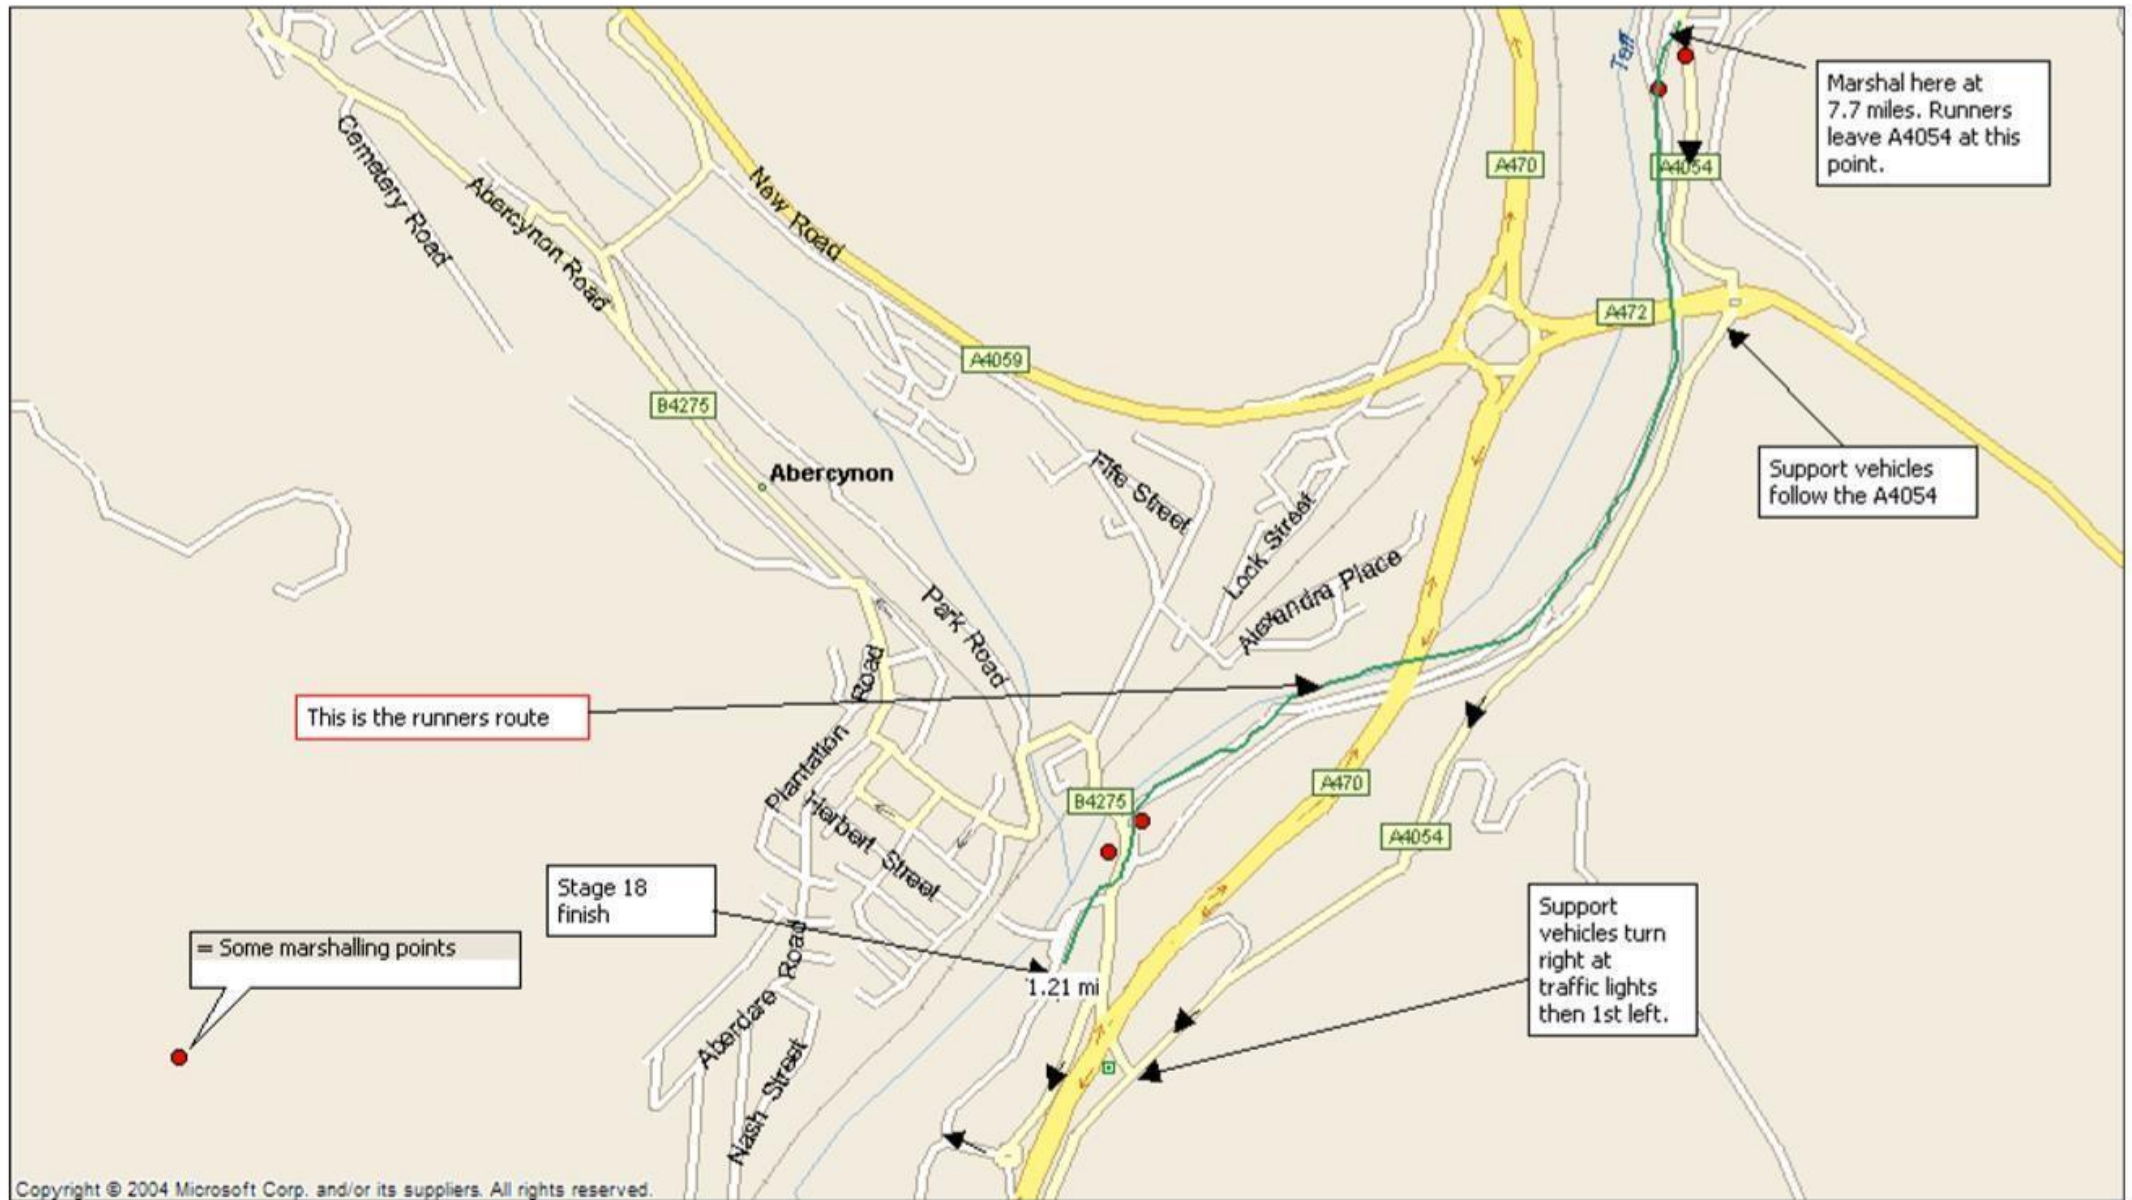 Taff
Marshal here at
7.7 miles. Runners
leave A4054 at this
point.
Cemetery Road
Abercynon Road
New Road
A470
A4054
A472
A4059
B4275
Abercynon
Fife Street
Lock Street
Alexandra Place
Support vehicles
follow the A4054
Park Road
This is the runners route
Plantation Road
Herbert Street
B4275
A470
A4054
Stage 18
finish
= Some marshalling points
1.21 mi
Support
vehicles turn
right at
traffic lights
then 1st left.
Aberdare Road
Nash Street
Copyright © 2004 Microsoft Corp. and/or its suppliers. All rights reserved.